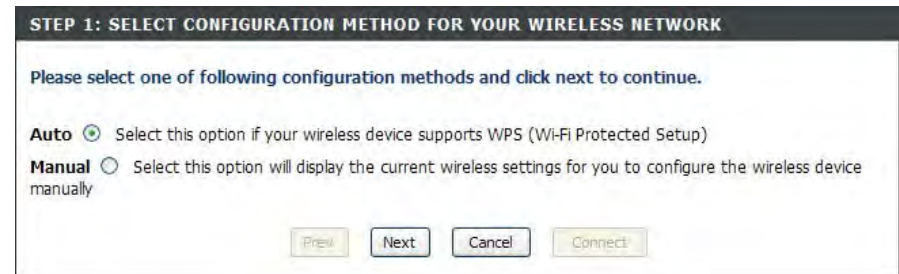 STEP 1: SELECT CONFIGURATION METHOD FOR YOUR WIRELESS NETWORK
Please select one of following configuration methods and click next to continue.
Auto Select this option if your wireless device supports WPS (Wi-Fi Protected Setup)
Manual Select this option will display the current wireless settings for you to configure the wireless device
manually
Prev Next Cancel Connect